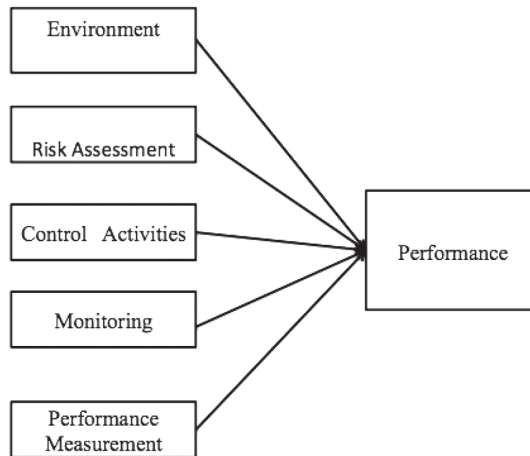 Environment
Risk Assessment
Control Activities
Performance
Monitoring
Performance
Measurement